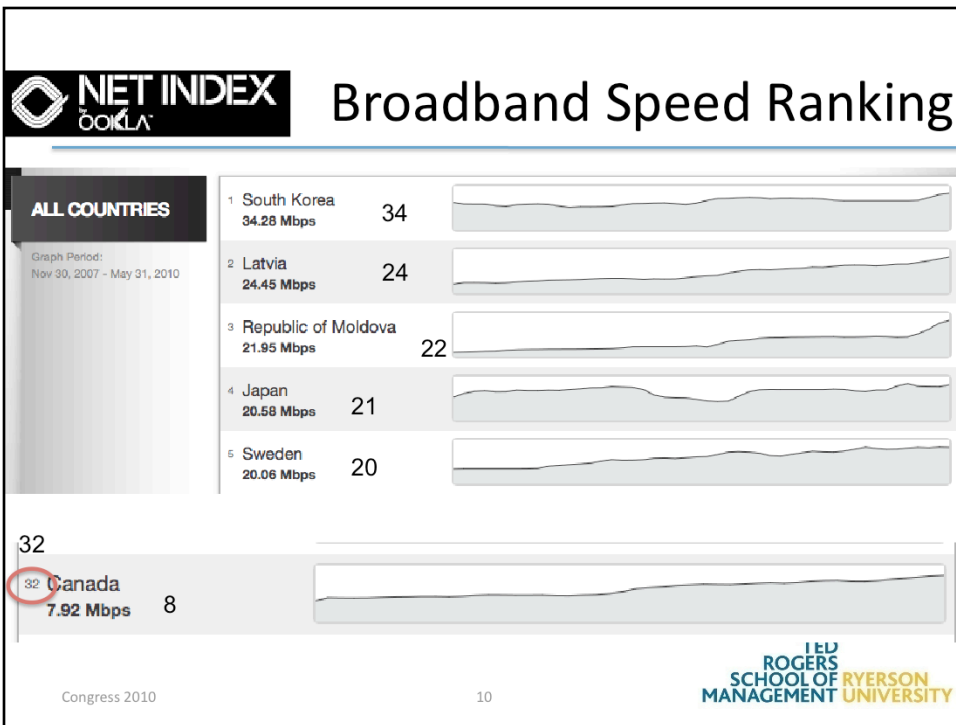 NET INDEX
by OOKLA
Broadband Speed Ranking
ALL COUNTRIES
Graph Period:
Nov 30, 2007 - May 31, 2010
1 South Korea
34.28 Mbps
34
2 Latvia
24.45 Mbps
24
3 Republic of Moldova
21.95 Mbps
22
4 Japan
20.58 Mbps
21
5 Sweden
20.06 Mbps
20
32
32 Canada
7.92 Mbps
8
Congress 2010
10
TED
ROGERS
SCHOOL OF RYERSON
MANAGEMENT UNIVERSITY